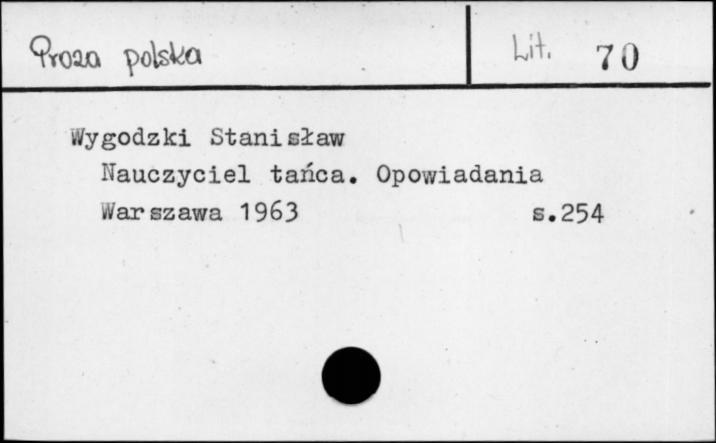 Proza polska
Lit. 70
Wygodzki Stanisław
Nauczyciel tańca. Opowiadania
Warszawa 1963 s.254